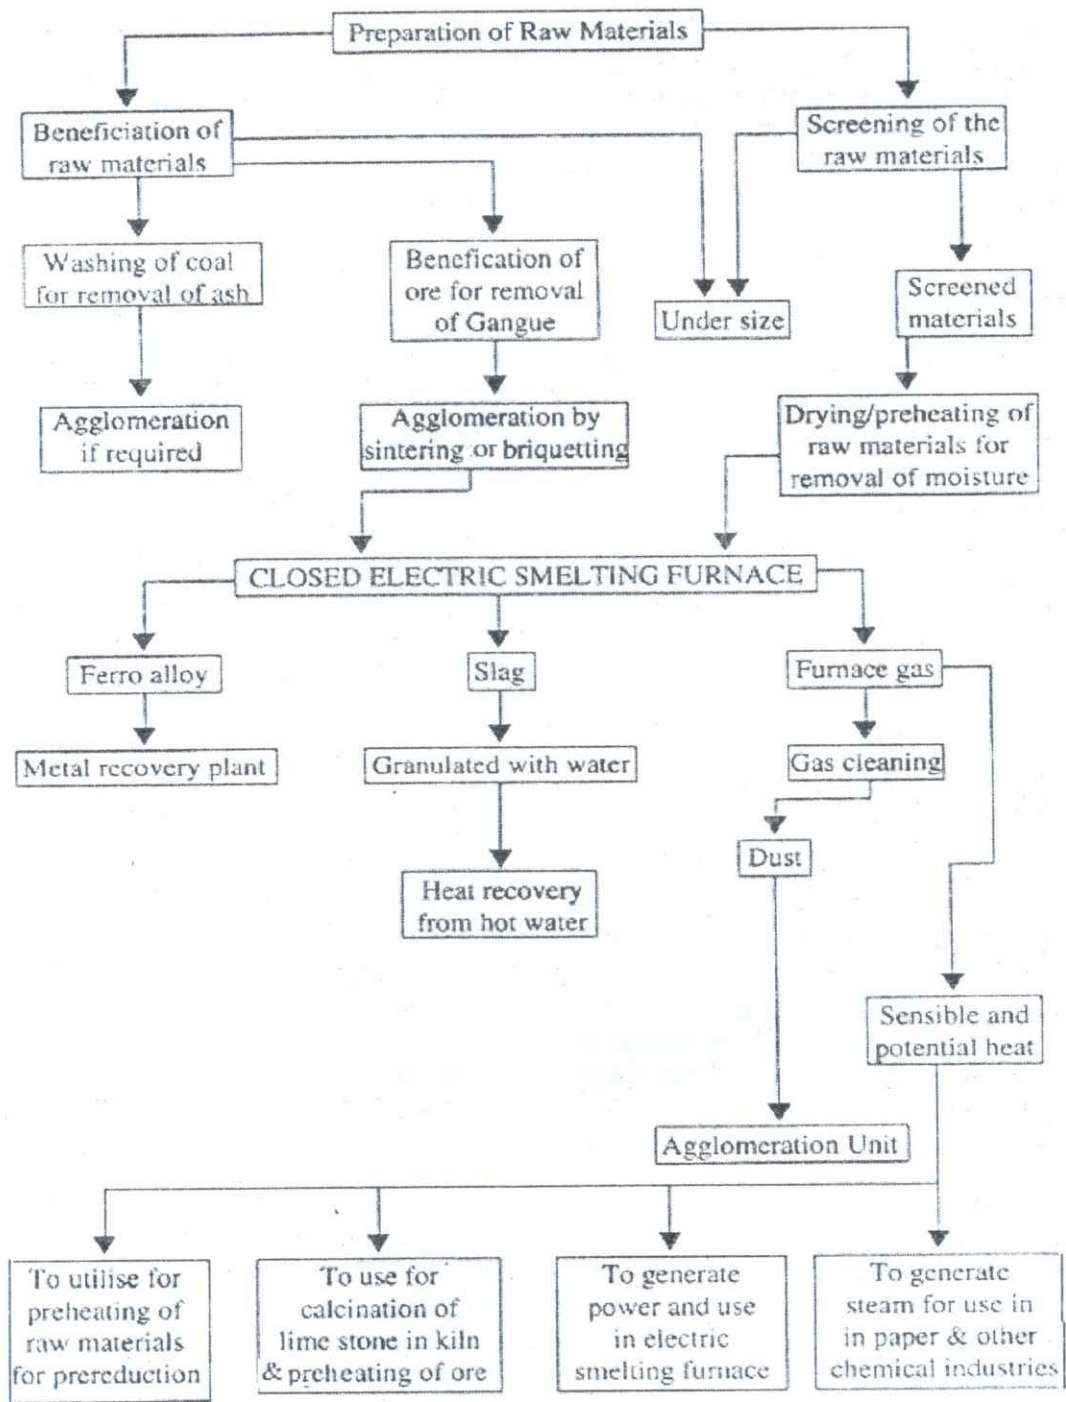 Preparation of Raw Materials
Beneficiation of
raw materials
Screening of the
raw materials
Washing of coal
for removal of ash
Benefication of
ore for removal
of Gangue
Under size
Screened
materials
Agglomeration
if required
Agglomeration by
sintering or briquetting
Drying/preheating of
raw materials for
removal of moisture
CLOSED ELECTRIC SMELTING FURNACE
Ferro alloy
Slag
Furnace gas
Metal recovery plant
Granulated with water
Gas cleaning
Dust
Heat recovery
from hot water
Sensible and
potential heat
Agglomeration Unit
To utilise for
preheating of
raw materials
for prereduction
To use for
calcination of
lime stone in kiln
& preheating of ore
To generate
power and use
in electric
smelting furnace
To generate
steam for use in
in paper & other
chemical industries